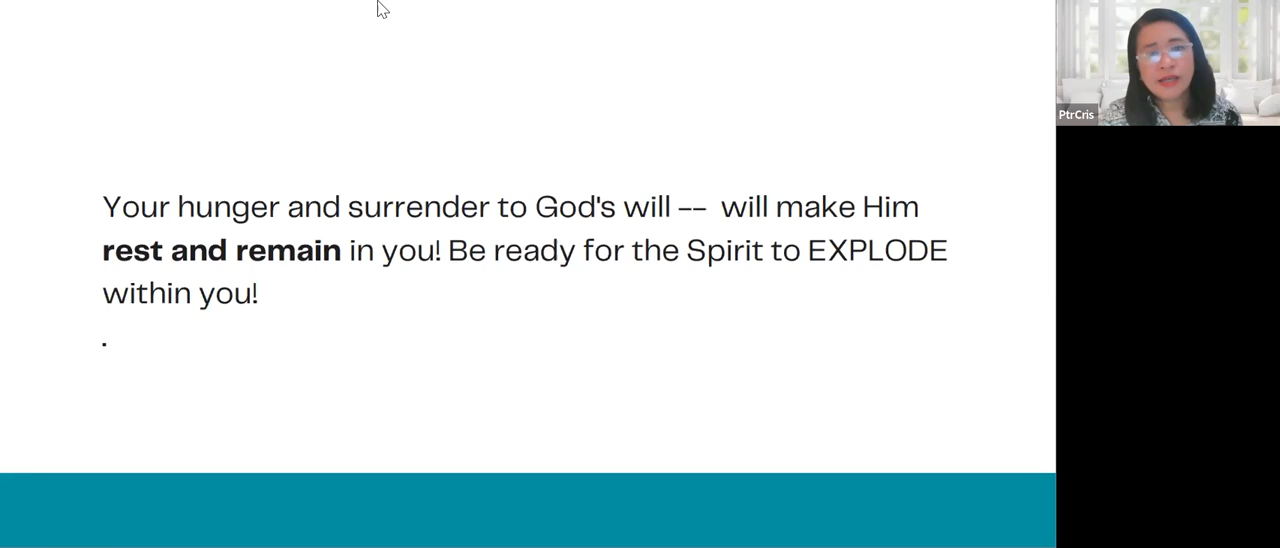 Your hunger and surrender to God's will --  will make Him
rest and remain in you! Be ready for the Spirit to EXPLODE
within you!
.
PtrCris